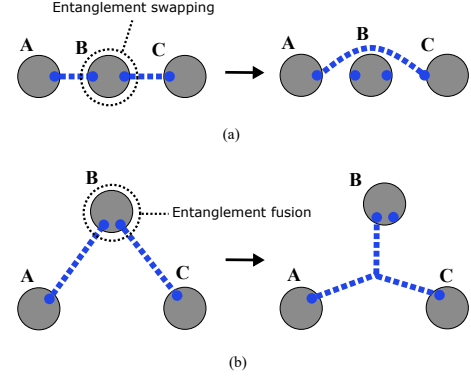 Entanglement swapping
A B C A B C
(a)
B B
Entanglement fusion
A C A C
(b)